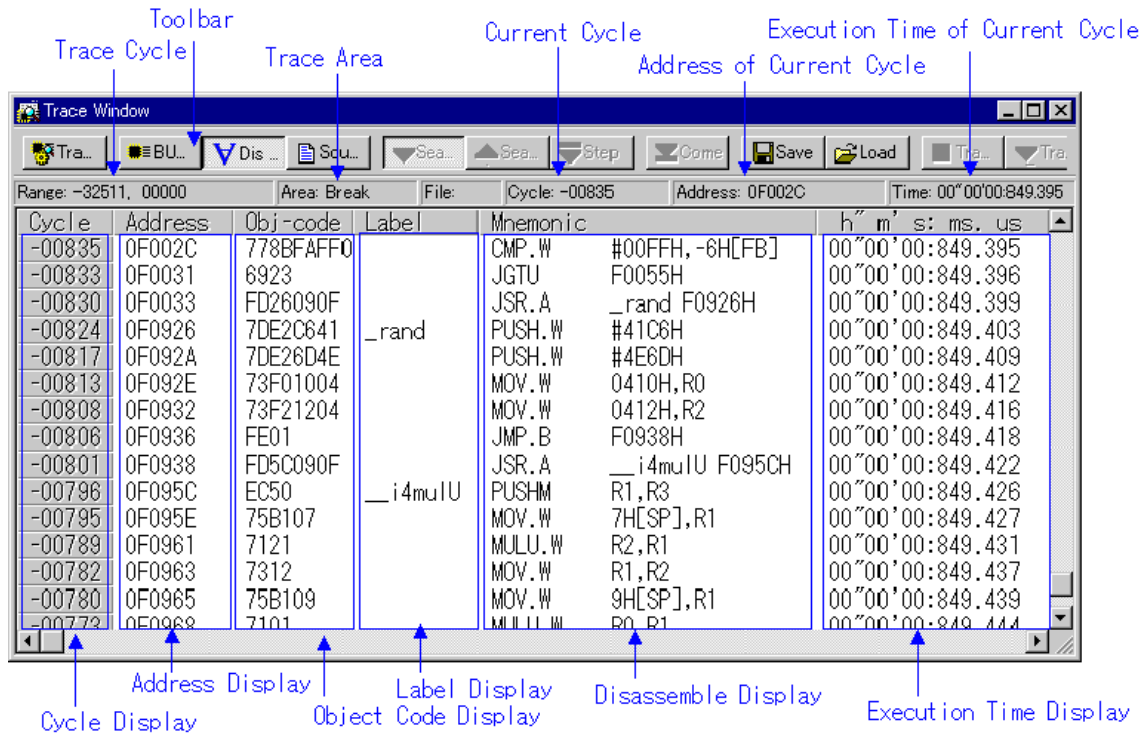 Toolbar
Trace Cycle
Trace Area
Current Cycle
Execution Time of Current Cycle
Address of Current Cycle
Trace Window
Tra... BU... Dis ... Sou... Sea... Sea... Step Come Save Load Tra... Tra
Range: -32511, 00000 Area: Break File: Cycle: -00835 Address: 0F002C Time: 00"00'00:849.395
Cycle Address Obj-code Label Mnemonic h" m' s: ms. us
-00835 0F002C 778BFAFF0 CMP.W #00FFH,-6H[FB] 00"00'00:849.395
-00833 0F0031 6923 JGTU F0055H 00"00'00:849.396
-00830 0F0033 FD26090F JSR.A _rand F0926H 00"00'00:849.399
-00824 0F0926 7DE2C641 _rand PUSH.W #41C6H 00"00'00:849.403
-00817 0F092A 7DE26D4E PUSH.W #4E6DH 00"00'00:849.409
-00813 0F092E 73F01004 MOV.W 0410H,R0 00"00'00:849.412
-00808 0F0932 73F21204 MOV.W 0412H,R2 00"00'00:849.416
-00806 0F0936 FE01 JMP.B F0938H 00"00'00:849.418
-00801 0F0938 FD5C090F JSR.A __i4mulU F095CH 00"00'00:849.422
-00796 0F095C EC50 __i4mulU PUSHM R1,R3 00"00'00:849.426
-00795 0F095E 75B107 MOV.W 7H[SP],R1 00"00'00:849.427
-00789 0F0961 7121 MULU.W R2,R1 00"00'00:849.431
-00782 0F0963 7312 MOV.W R1,R2 00"00'00:849.437
-00780 0F0965 75B109 MOV.W 9H[SP],R1 00"00'00:849.439
-00773 0F0968 7101 MULU.W R0,R1 00"00'00:849.444
Address Display
Label Display
Disassemble Display
Cycle Display
Object Code Display
Execution Time Display